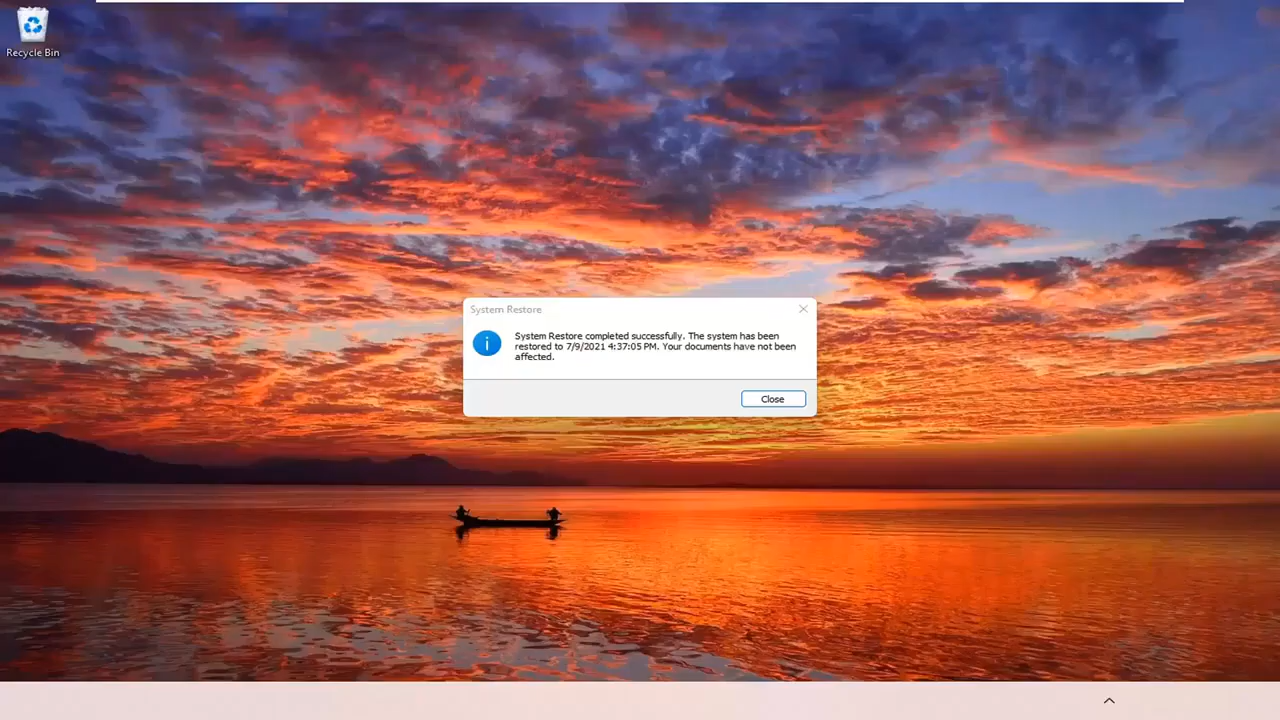 Recycle Bin
System Restore
System Restore completed successfully. The system has been
restored to 7/9/2021 4:37:05 PM. Your documents have not been
affected.
Close